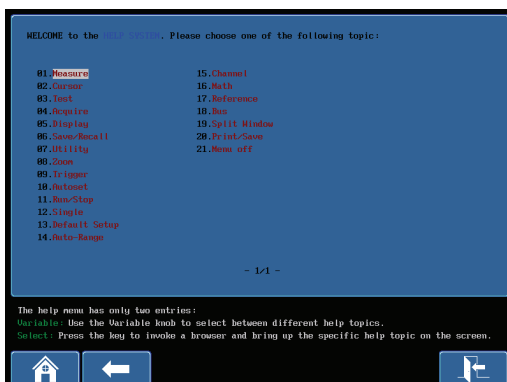 WELCOME to the HELP SYSTEM. Please choose one of the following topic:
01.Measure
02.Cursor
03.Test
04.Acquire
05.Display
06.Save/Recall
07.Utility
08.Zoom
09.Trigger
10.Autoset
11.Run/Stop
12.Single
13.Default Setup
14.Auto-Range
15.Channel
16.Math
17.Reference
18.Bus
19.Split Window
20.Print/Save
21.Menu off
- 1/1 -
The help menu has only two entries:
Variable: Use the Variable knob to select between different help topics.
Select: Press the key to invoke a browser and bring up the specific help topic on the screen.